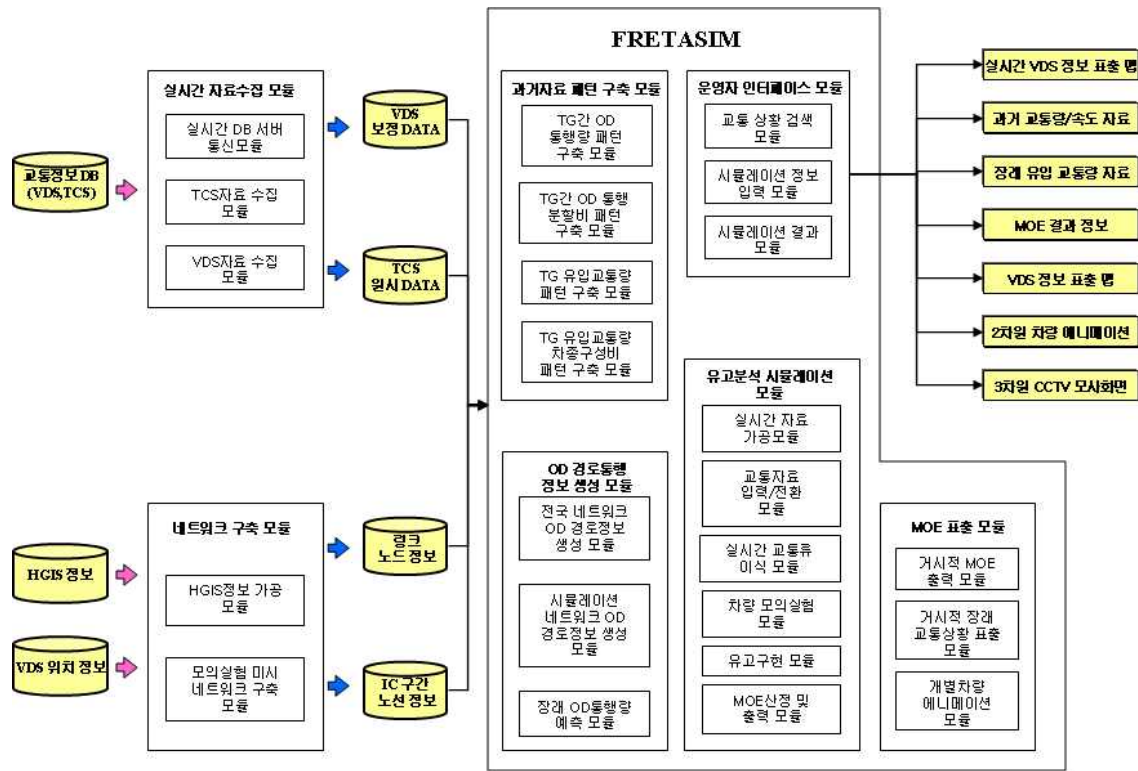 FRETASIM
실시간 자료수집 모듈
실시간 DB 서버
통신모듈
TCS자료 수집
모듈
VDS자료 수집
모듈
교통정보 DB
(VDS,TCS)
VDS
보정 DATA
TCS
원시 DATA
네트워크 구축 모듈
HGIS정보 가공
모듈
모의실험 미시
네트워크 구축
모듈
HGIS 정보
VDS 위치 정보
링크
노드 정보
IC 구간
노선 정보
과거자료 패턴 구축 모듈
TG간 OD
통행량 패턴
구축 모듈
TG간 OD 통행
분할비 패턴
구축 모듈
TG 유입교통량
패턴 구축 모듈
TG 유입교통량
차종구성비
패턴 구축 모듈
OD 경로통행
정보 생성 모듈
전국 네트워크
OD 경로정보
생성 모듈
시뮬레이션
네트워크 OD
경로정보 생성
모듈
장래 OD통행량
예측 모듈
운영자 인터페이스 모듈
교통 상황 검색
모듈
시뮬레이션 정보
입력 모듈
시뮬레이션 결과
모듈
유고분석 시뮬레이션
모듈
실시간 자료
가공모듈
교통자료
입력/전환
모듈
실시간 교통류
이식 모듈
차량 모의실험
모듈
유고구현 모듈
MOE산정 및
출력 모듈
MOE 표출 모듈
거시적 MOE
출력 모듈
거시적 장래
교통상황 표출
모듈
개별차량
에니메이션
모듈
실시간 VDS 정보 표출 맵
과거 교통량/속도 자료
장래 유입 교통량 자료
MOE 결과 정보
VDS 정보 표출 맵
2차원 차량 에니메이션
3차원 CCTV 모사화면